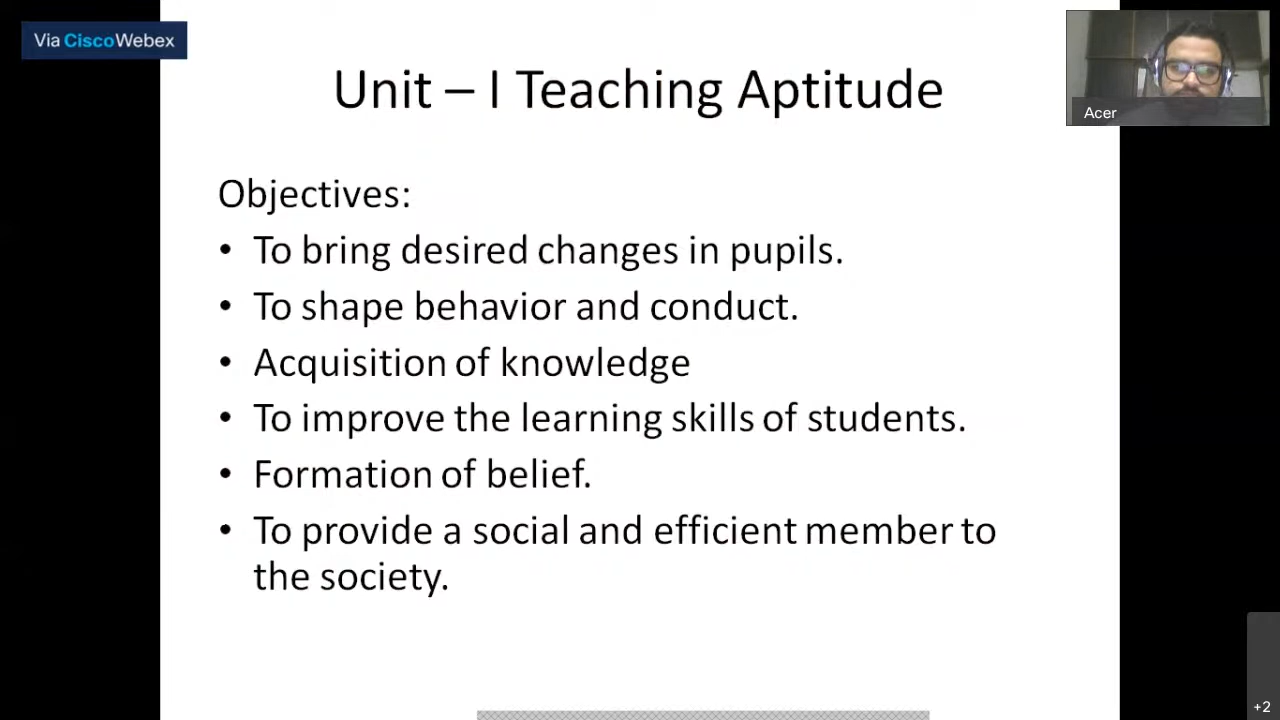 Via CiscoWebex
Unit – I Teaching Aptitude
Acer
Objectives:
• To bring desired changes in pupils.
• To shape behavior and conduct.
• Acquisition of knowledge
• To improve the learning skills of students.
• Formation of belief.
• To provide a social and efficient member to
the society.
+2